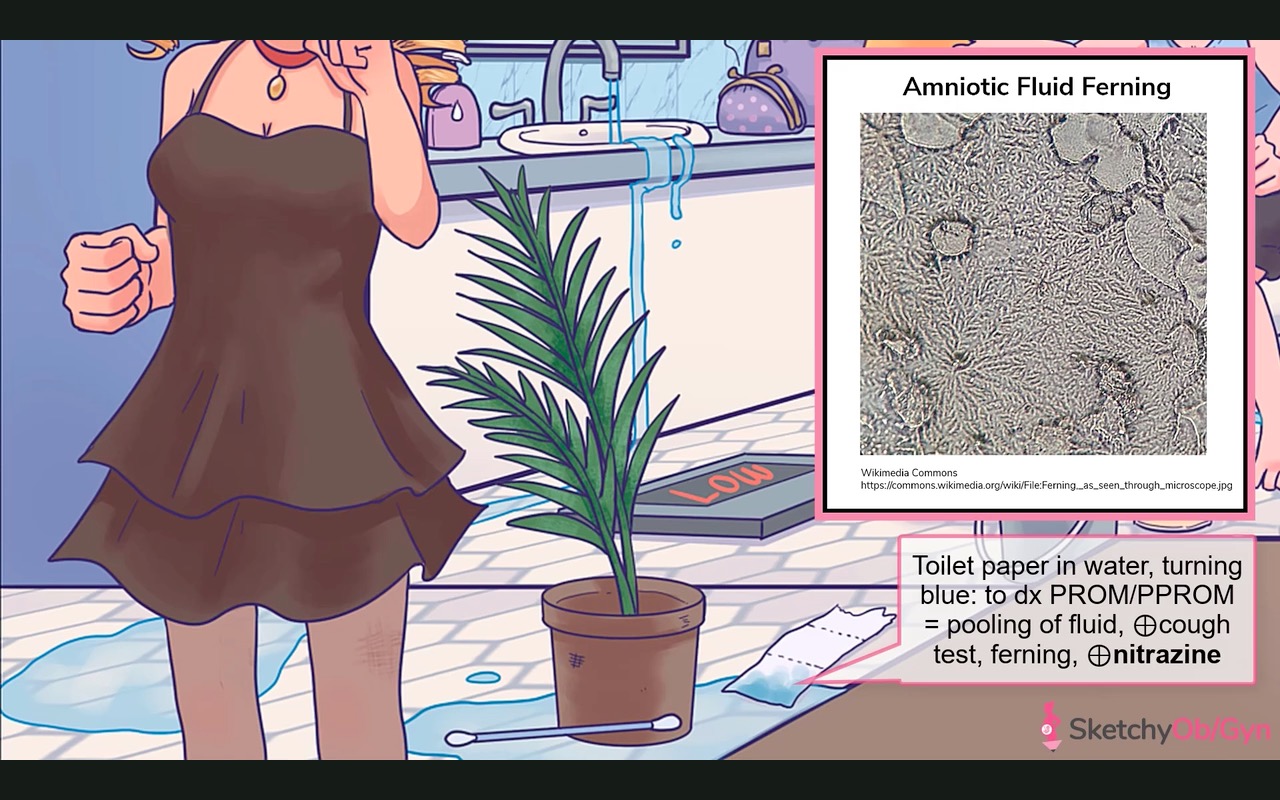 Amniotic Fluid Ferning
Wikimedia Commons
https://commons.wikimedia.org/wiki/File:Ferning,_as_seen_through_microscope.jpg
LOW
Toilet paper in water, turning
blue: to dx PROM/PPROM
= pooling of fluid, ⊕cough
test, ferning, ⊕nitrazine
SketchyOb/Gyn